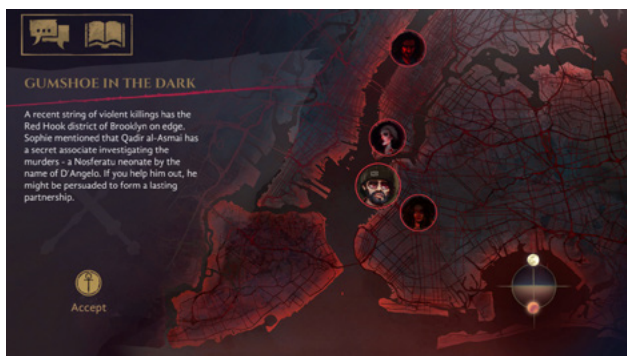 GUMSHOE IN THE DARK
A recent string of violent killings has the
Red Hook district of Brooklyn on edge.
Sophie mentioned that Qadir al-Asmai has
a secret associate investigating the
murders - a Nosferatu neonate by the
name of D'Angelo. If you help him out, he
might be persuaded to form a lasting
partnership.
Accept